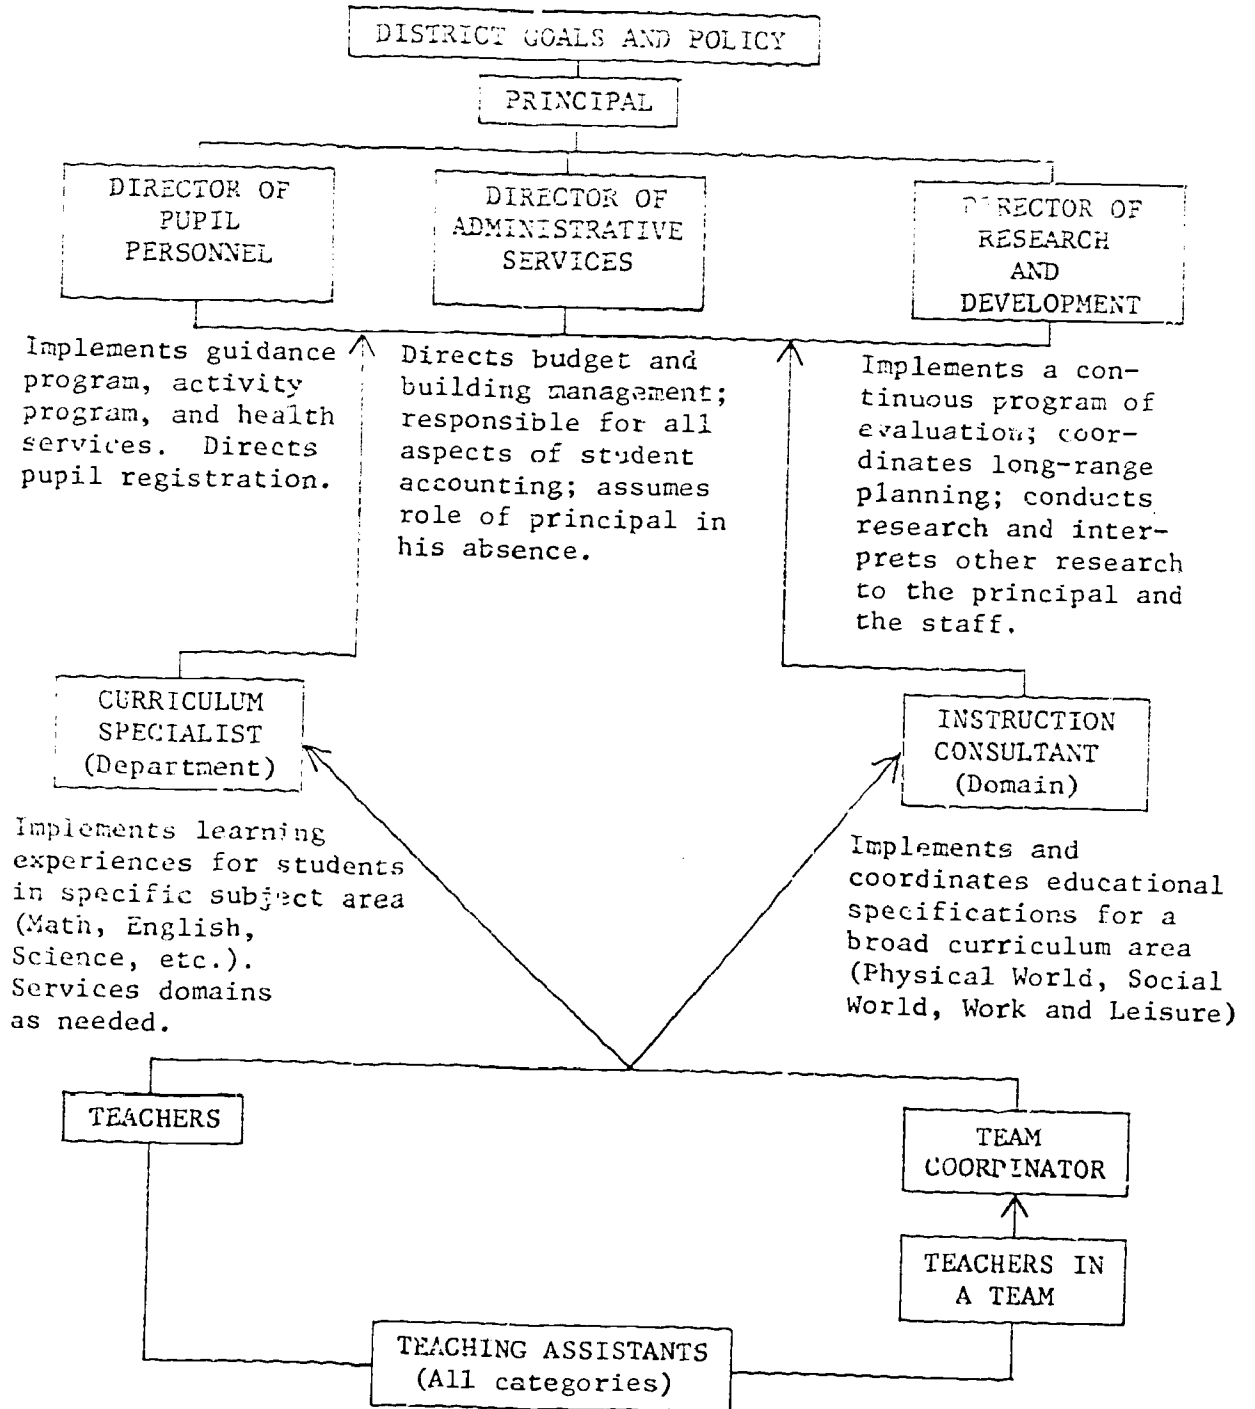 DISTRICT GOALS AND POLICY
PRINCIPAL
DIRECTOR OF
PUPIL
PERSONNEL
DIRECTOR OF
ADMINISTRATIVE
SERVICES
DIRECTOR OF
RESEARCH
AND
DEVELOPMENT
Implements guidance
program, activity
program, and health
services. Directs
pupil registration.
Directs budget and
building management;
responsible for all
aspects of student
accounting; assumes
role of principal in
his absence.
Implements a con-
tinuous program of
evaluation; coor-
dinates long-range
planning; conducts
research and inter-
prets other research
to the principal and
the staff.
CURRICULUM
SPECIALIST
(Department)
INSTRUCTION
CONSULTANT
(Domain)
Implements learning
experiences for students
in specific subject area
(Math, English,
Science, etc.).
Services domains
as needed.
Implements and
coordinates educational
specifications for a
broad curriculum area
(Physical World, Social
World, Work and Leisure)
TEACHERS
TEAM
COORDINATOR
TEACHERS IN
A TEAM
TEACHING ASSISTANTS
(All categories)